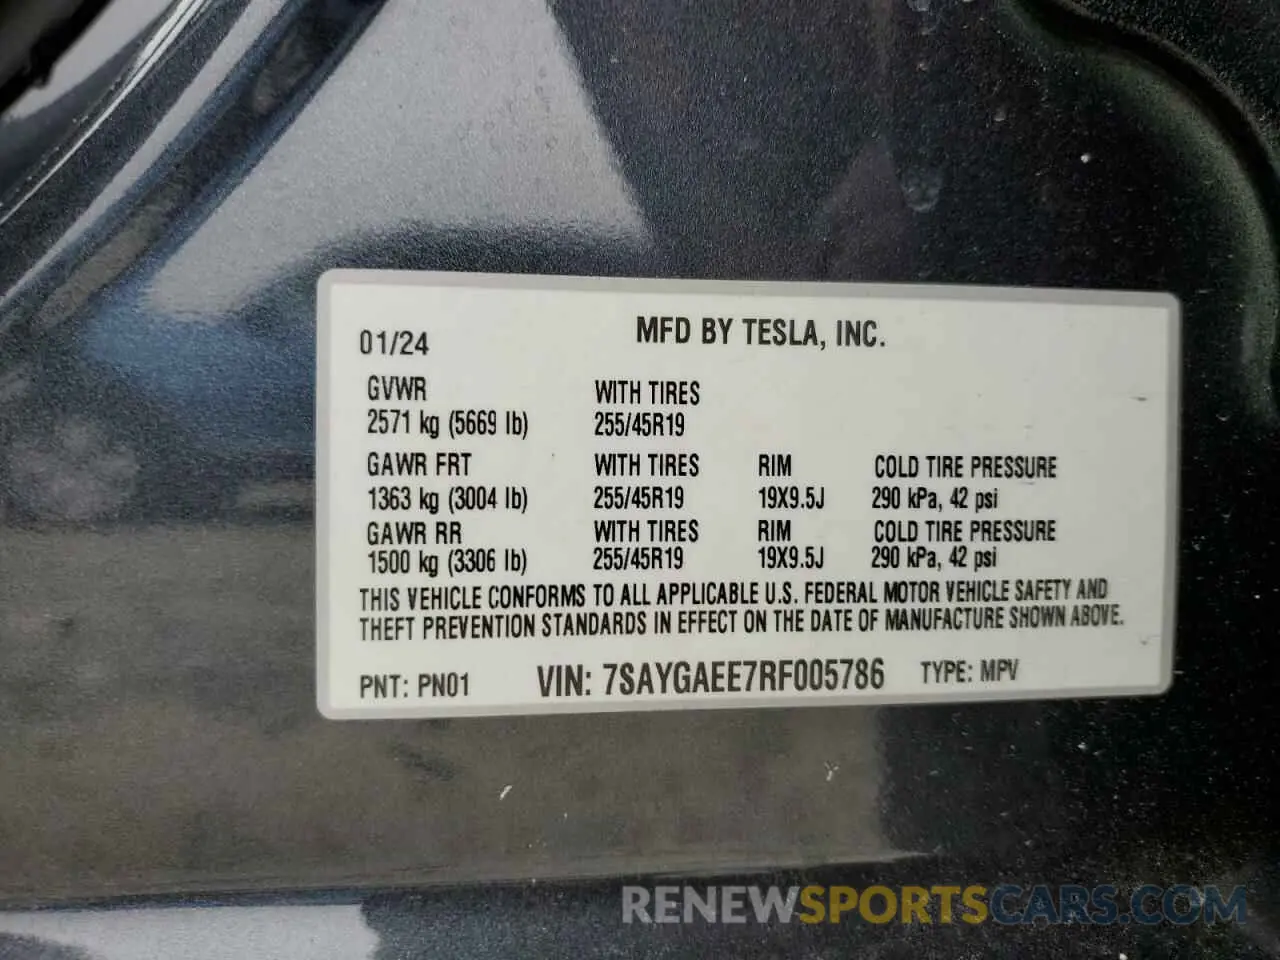 01/24 MFD BY TESLA, INC.
GVWR WITH TIRES
2571 kg (5669 lb) 255/45R19
GAWR FRT WITH TIRES RIM COLD TIRE PRESSURE
1363 kg (3004 lb) 255/45R19 19X9.5J 290 kPa, 42 psi
GAWR RR WITH TIRES RIM COLD TIRE PRESSURE
1500 kg (3306 lb) 255/45R19 19X9.5J 290 kPa, 42 psi
THIS VEHICLE CONFORMS TO ALL APPLICABLE U.S. FEDERAL MOTOR VEHICLE SAFETY AND
THEFT PREVENTION STANDARDS IN EFFECT ON THE DATE OF MANUFACTURE SHOWN ABOVE.
PNT: PN01 VIN: 7SAYGAEE7RF005786 TYPE: MPV
RENEWSPORTSCARS.COM